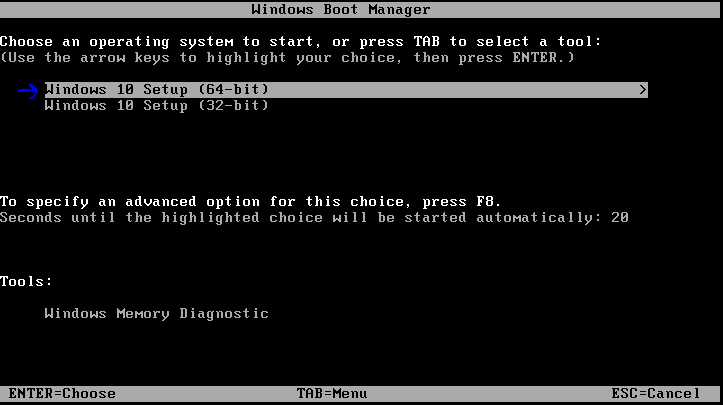 Windows Boot Manager
Choose an operating system to start, or press TAB to select a tool:
(Use the arrow keys to highlight your choice, then press ENTER.)
Windows 10 Setup (64-bit) >
Windows 10 Setup (32-bit)
To specify an advanced option for this choice, press F8.
Seconds until the highlighted choice will be started automatically: 20
Tools:
Windows Memory Diagnostic
ENTER=Choose TAB=Menu ESC=Cancel